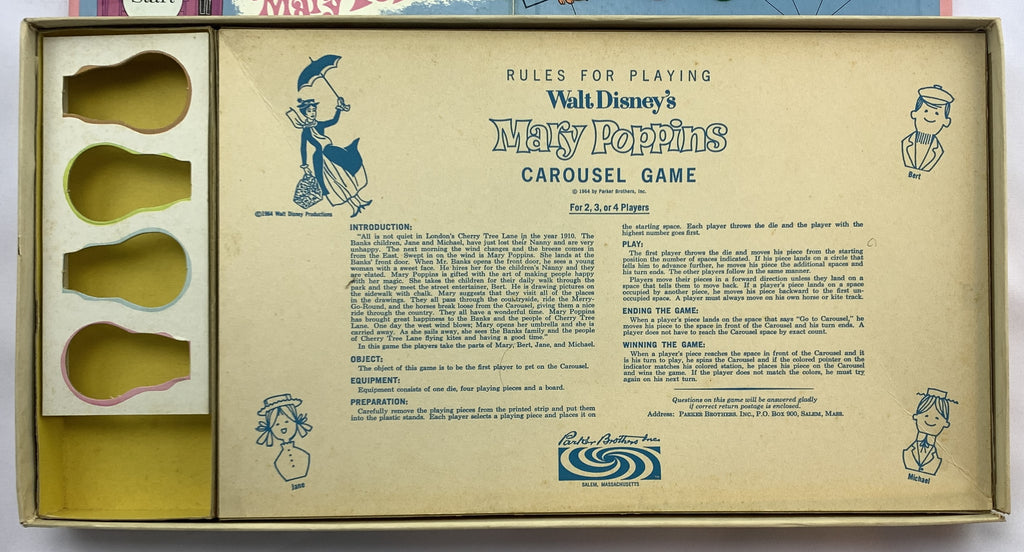 Start
Mary Pop
RULES FOR PLAYING
Walt Disney's
Mary Poppins
CAROUSEL GAME
© 1964 by Parker Brothers, Inc.
For 2, 3, or 4 Players
©1964 Walt Disney Productions
Bert
INTRODUCTION:
"All is not quiet in London's Cherry Tree Lane in the year 1910. The
Banks children, Jane and Michael, have just lost their Nanny and are very
unhappy. The next morning the wind changes and the breeze comes in
from the East. Swept in on the wind is Mary Poppins. She lands at the
Banks' front door. When Mr. Banks opens the front door, he sees a young
woman with a sweet face. He hires her for the children's Nanny and they
are elated. Mary Poppins is gifted with the art of making people happy
with her magic. She takes the children for their daily walk through the
park and they meet the street entertainer, Bert. He is drawing pictures on
the sidewalk with chalk. Mary suggests that they visit all of the places
in the drawings. They all pass through the countryside, ride the Merry-
Go-Round, and the horses break loose from the Carousel, giving them a nice
ride through the country. They all have a wonderful time. Mary Poppins
has brought great happiness to the Banks and the people of Cherry Tree
Lane. One day the west wind blows; Mary opens her umbrella and she is
carried away. As she sails away, she sees the Banks family and the people
of Cherry Tree Lane flying kites and having a good time."
In this game the players take the parts of Mary, Bert, Jane, and Michael.
OBJECT:
The object of this game is to be the first player to get on the Carousel.
EQUIPMENT:
Equipment consists of one die, four playing pieces and a board.
PREPARATION:
Carefully remove the playing pieces from the printed strip and put them
into the plastic stands. Each player selects a playing piece and places it on
the starting space. Each player throws the die and the player with the
highest number goes first.
PLAY:
The first player throws the die and moves his piece from the starting
position the number of spaces indicated. If his piece lands on a circle that
tells him to advance further, he moves his piece the additional spaces and
his turn ends. The other players follow in the same manner.
Players move their pieces in a forward direction unless they land on a
space that tells them to move back. If a player's piece lands on a space
occupied by another piece, he must move his piece backward to the first un-
occupied space. A player must always move on his own horse or kite track.
ENDING THE GAME:
When a player's piece lands on the space that says "Go to Carousel," he
moves his piece to the space in front of the Carousel and his turn ends. A
player does not have to reach the Carousel space by exact count.
WINNING THE GAME:
When a player's piece reaches the space in front of the Carousel and it
is his turn to play, he spins the Carousel and if the colored pointer on the
indicator matches his colored station, he places his piece on the Carousel
and wins the game. If the player does not match the colors, he must try
again on his next turn.
Questions on this game will be answered gladly
if correct return postage is enclosed.
Address: PARKER BROTHERS, INC., P.O. BOX 900, SALEM, MASS.
Jane
Parker Brothers Inc.
SALEM, MASSACHUSETTS
Michael